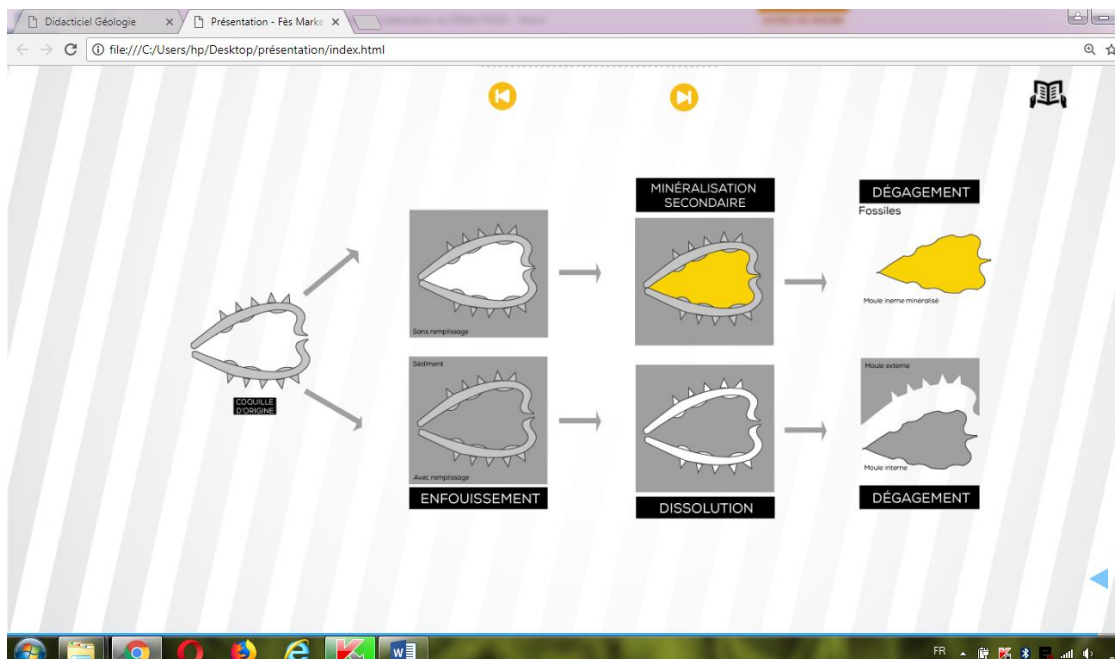 Didacticiel Géologie
Présentation - Fès Marke
file:///C:/Users/hp/Desktop/présentation/index.html
MINÉRALISATION
SECONDAIRE
DÉGAGEMENT
Fossiles
Moule inerne minéralisé
Sans remplissage
COQUILLE
D'ORIGINE
Sédiment
Avec remplissage
ENFOUISSEMENT
DISSOLUTION
Moule externe
Moule interne
DÉGAGEMENT
FR